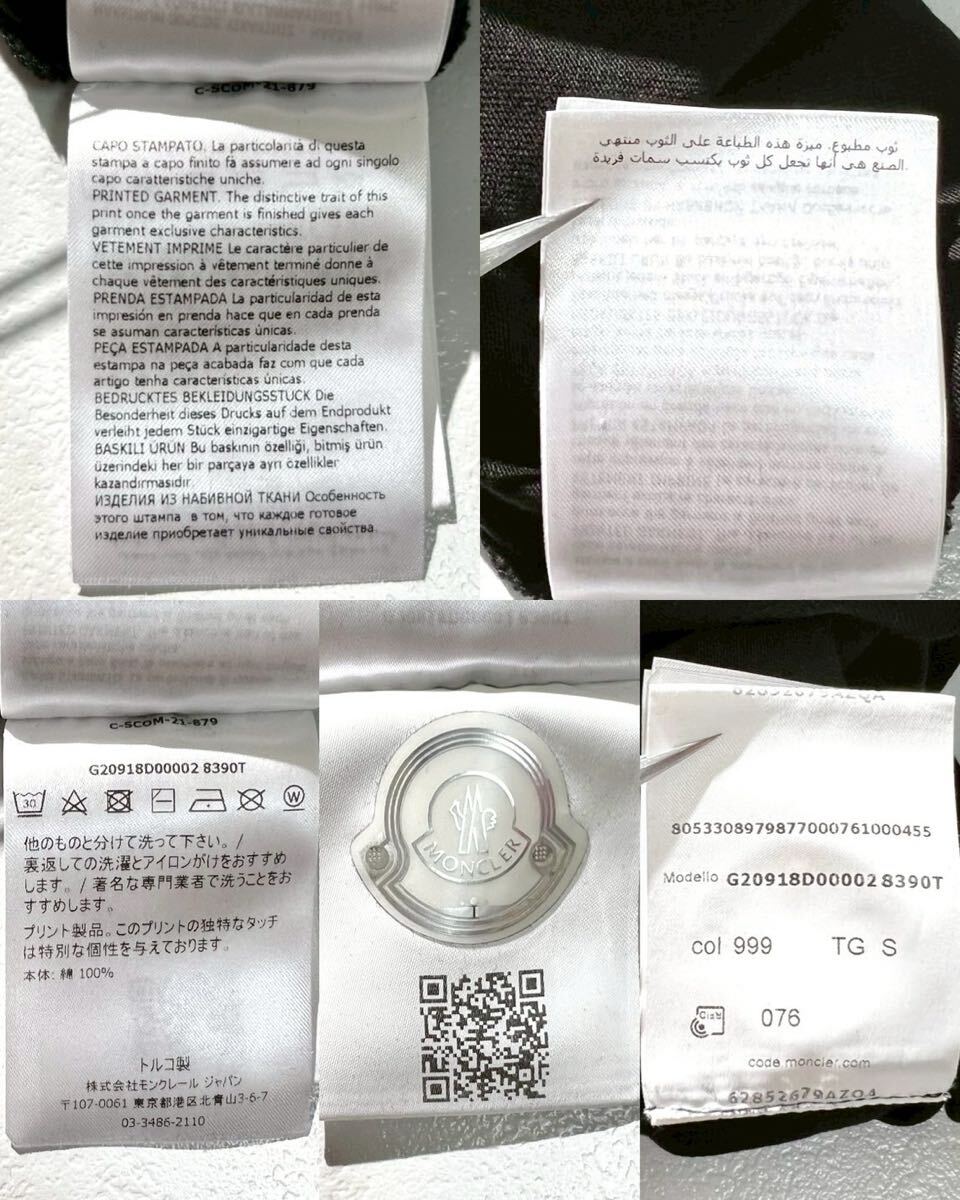 C-SCOM-21-879
CAPO STAMPATO. La particolarità di questa
stampa a capo finito fà assumere ad ogni singolo
capo caratteristiche uniche.
PRINTED GARMENT. The distinctive trait of this
print once the garment is finished gives each
garment exclusive characteristics.
VETEMENT IMPRIME Le caractère particulier de
cette impression à vêtement terminé donne à
chaque vêtement des caractéristiques uniques.
PRENDA ESTAMPADA La particularidad de esta
impresión en prenda hace que en cada prenda
se asuman características únicas.
PEÇA ESTAMPADA A particularidade desta
estampa na peça acabada faz com que cada
artigo tenha características únicas.
BEDRUCKTES BEKLEIDUNGSSTÜCK Die
Besonderheit dieses Drucks auf dem Endprodukt
verleiht jedem Stück einzigartige Eigenschaften.
BASKILI ÜRÜN Bu baskının özelliği, bitmiş ürün
üzerindeki her bir parçaya ayrı özellikler
kazandırmasıdır.
ИЗДЕЛИЯ ИЗ НАБИВНОЙ ТКАНИ Особенность
этого штампа в том, что каждое готовое
изделие приобретает уникальные свойства.
ثوب مطبوع. ميزة هذه الطباعة على الثوب منتهي
الصنع هي أنها تجعل كل ثوب يكتسب سمات فريدة.
C-SCOM-21-879
G20918D00002 8390T
30
W
他のものと分けて洗って下さい。/
裏返しての洗濯とアイロンがけをおすすめ
します。/ 著名な専門業者で洗うことをお
すすめします。
プリント製品。このプリントの独特なタッチ
は特別な個性を与えております。
本体: 綿 100%
トルコ製
株式会社モンクレール ジャパン
〒107-0061 東京都港区北青山3-6-7
03-3486-2110
MONCLER
I
8053308979877000761000455
Modello G20918D00002 8390T
col 999 TG S
076
code.moncler.com
62852679AZQ4